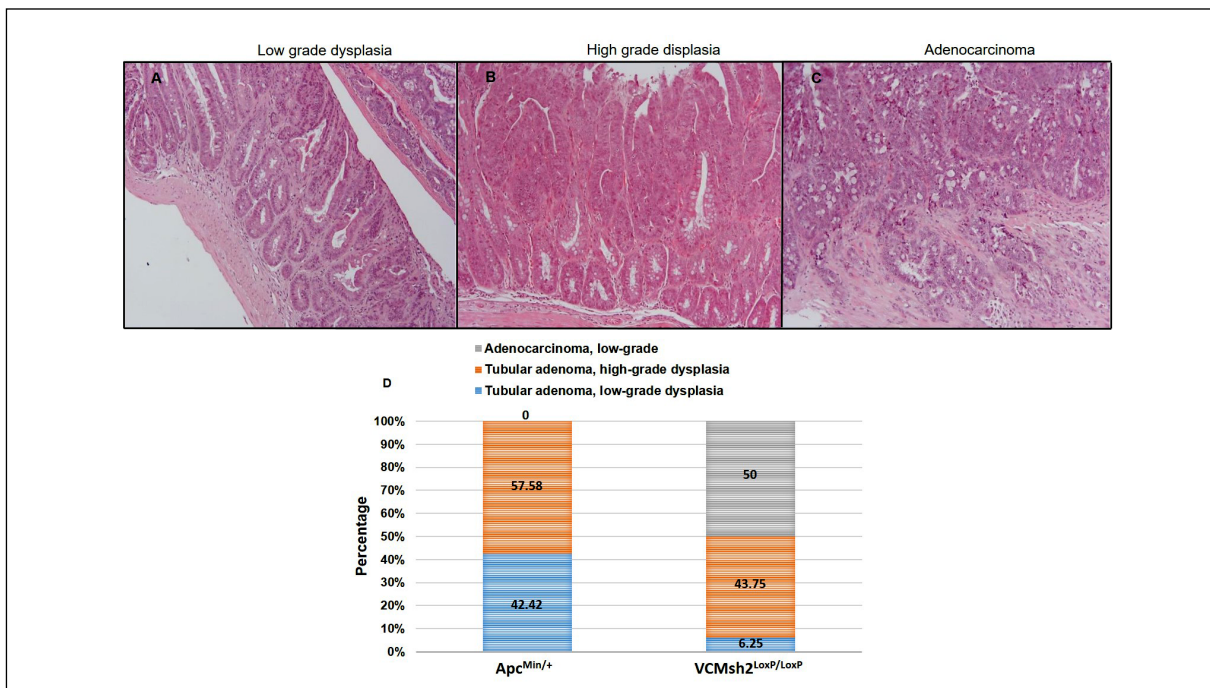 Low grade dysplasia
High grade displasia
Adenocarcinoma
A
B
C
Adenocarcinoma, low-grade
Tubular adenoma, high-grade dysplasia
Tubular adenoma, low-grade dysplasia
D
0
100%
90%
80%
70%
60%
50%
40%
30%
20%
10%
0%
Percentage
57.58
42.42
50
43.75
6.25
Apc^Min/+
VCMsh2^LoxP/LoxP